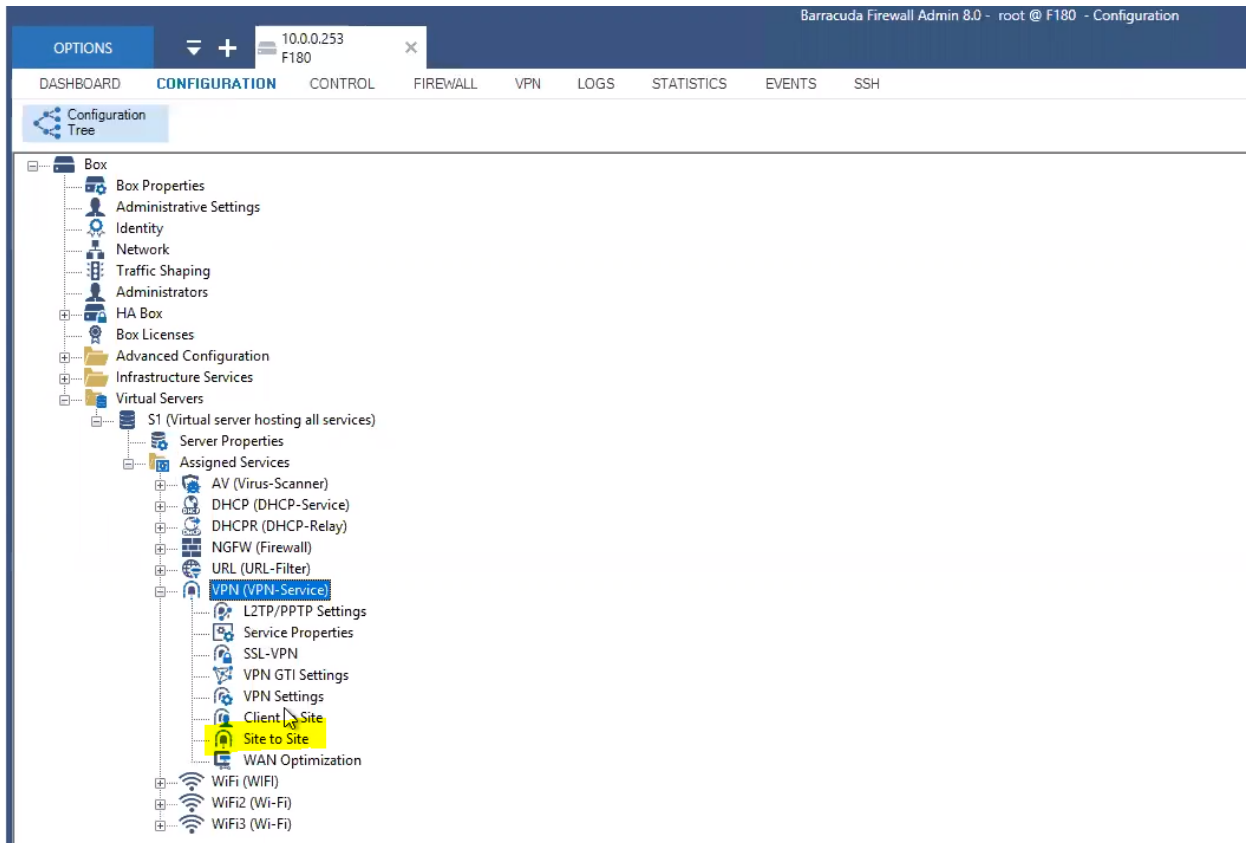 Barracuda Firewall Admin 8.0 - root @ F180 - Configuration
OPTIONS
10.0.0.253
F180
DASHBOARD CONFIGURATION CONTROL FIREWALL VPN LOGS STATISTICS EVENTS SSH
Configuration
Tree
Box
Box Properties
Administrative Settings
Identity
Network
Traffic Shaping
Administrators
HA Box
Box Licenses
Advanced Configuration
Infrastructure Services
Virtual Servers
S1 (Virtual server hosting all services)
Server Properties
Assigned Services
AV (Virus-Scanner)
DHCP (DHCP-Service)
DHCPR (DHCP-Relay)
NGFW (Firewall)
URL (URL-Filter)
VPN (VPN-Service)
L2TP/PPTP Settings
Service Properties
SSL-VPN
VPN GTI Settings
VPN Settings
Client Site
Site to Site
WAN Optimization
WiFi (WIFI)
WiFi2 (Wi-Fi)
WiFi3 (Wi-Fi)